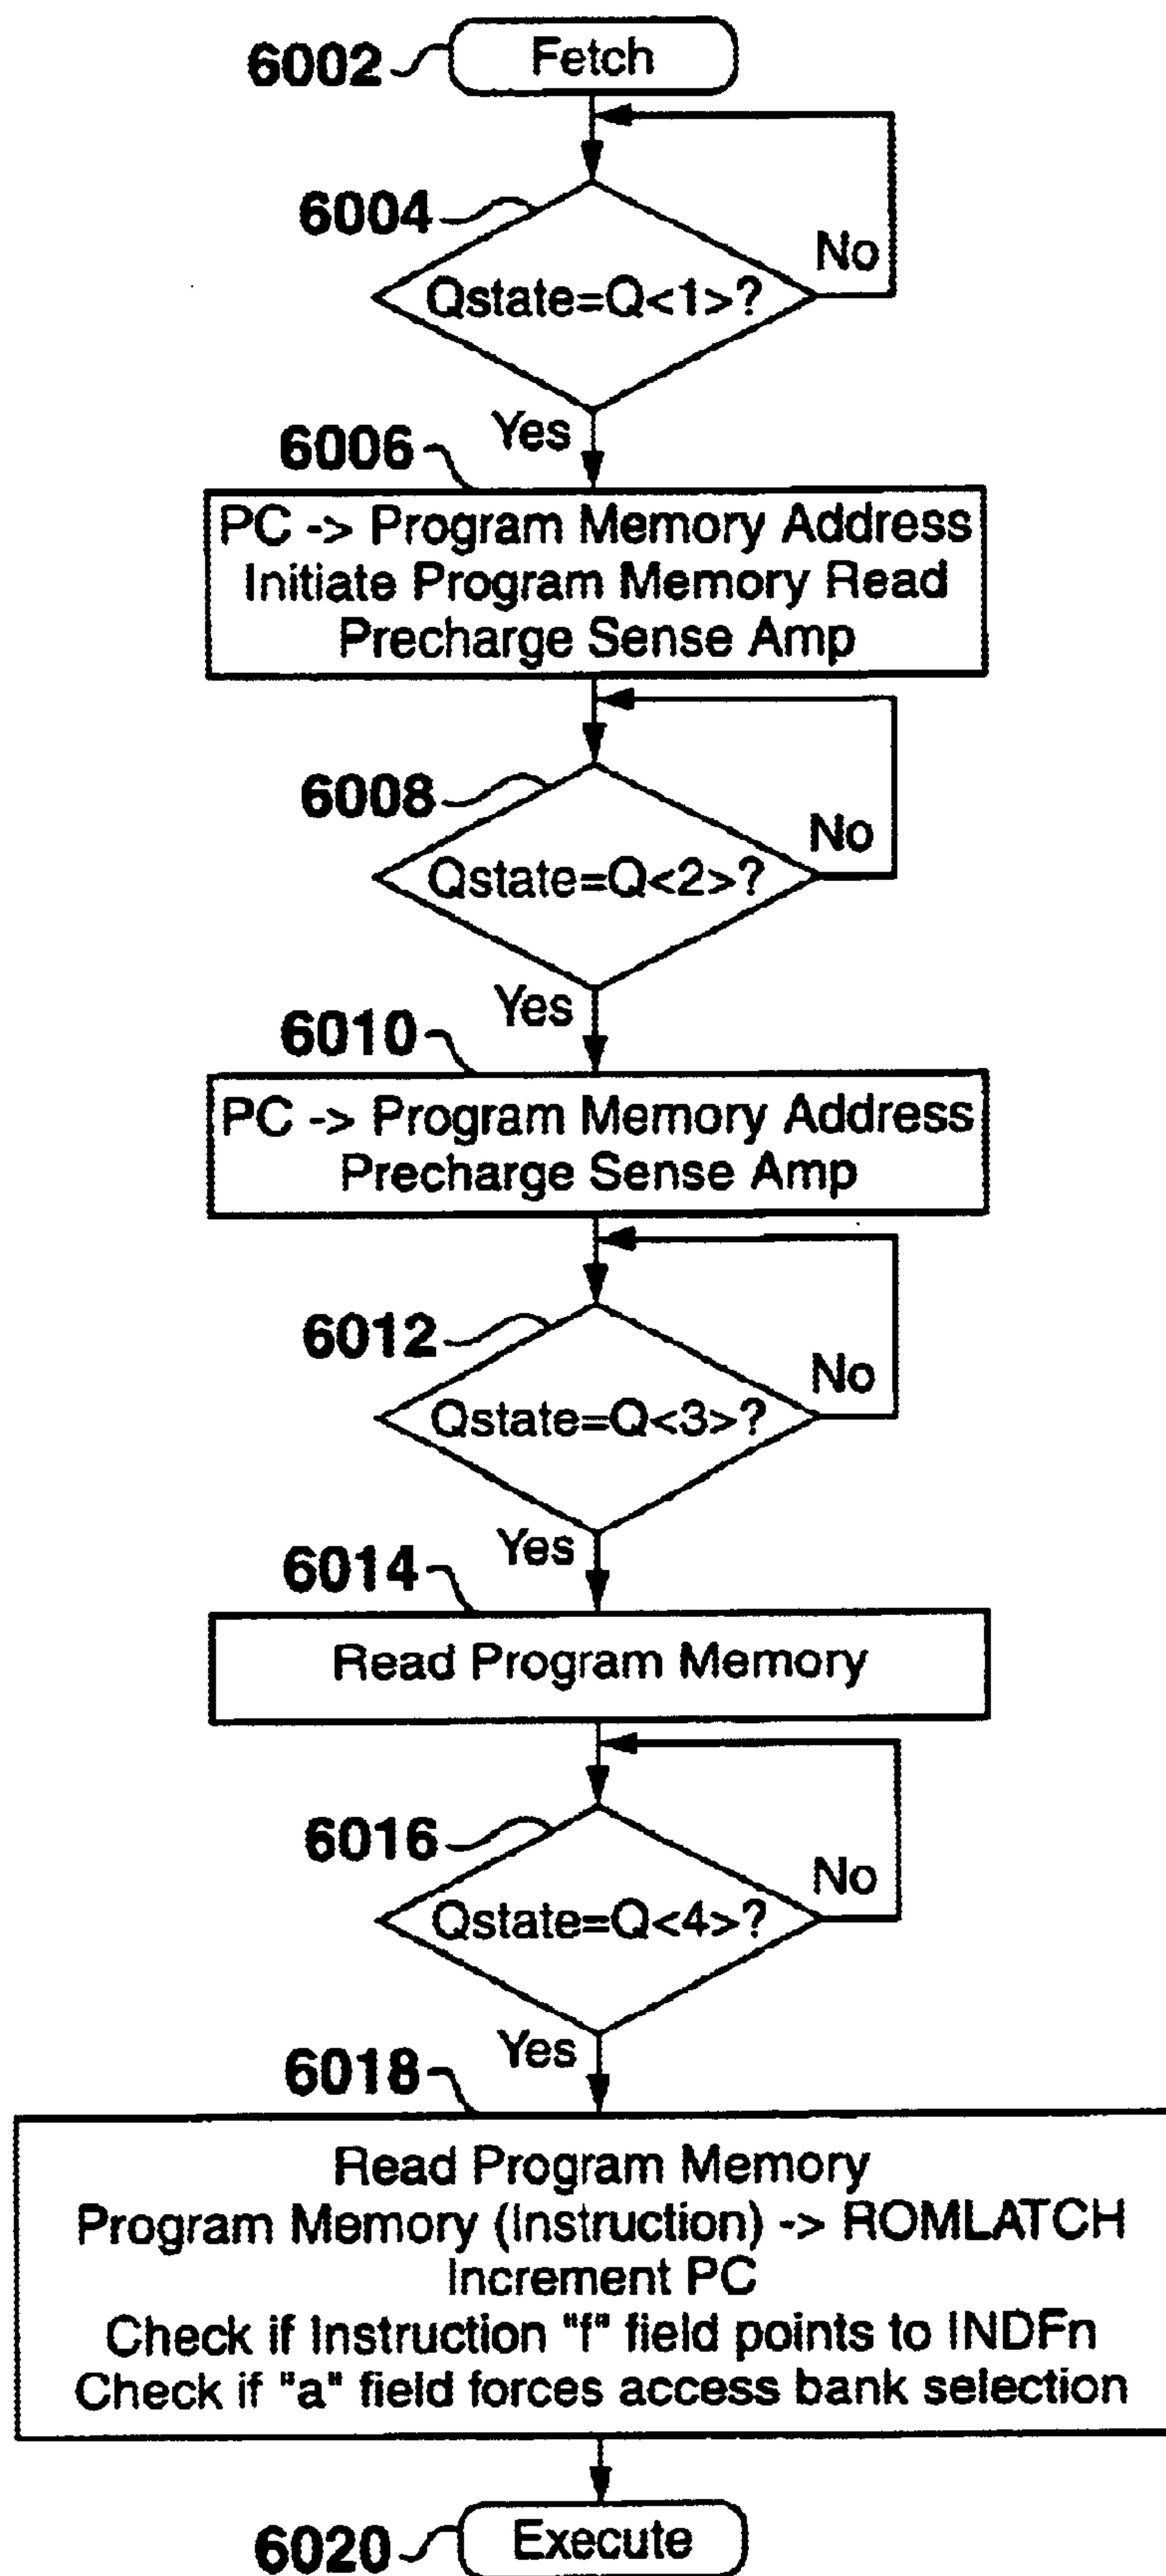 6002
Fetch
6004
No
Qstate=Q<1>?
Yes
6006
PC -> Program Memory Address
Initiate Program Memory Read
Precharge Sense Amp
6008
No
Qstate=Q<2>?
Yes
6010
PC -> Program Memory Address
Precharge Sense Amp
6012
No
Qstate=Q<3>?
Yes
6014
Read Program Memory
6016
No
Qstate=Q<4>?
Yes
6018
Read Program Memory
Program Memory (Instruction) -> ROMLATCH
Increment PC
Check if Instruction "f" field points to INDFn
Check if "a" field forces access bank selection
6020
Execute